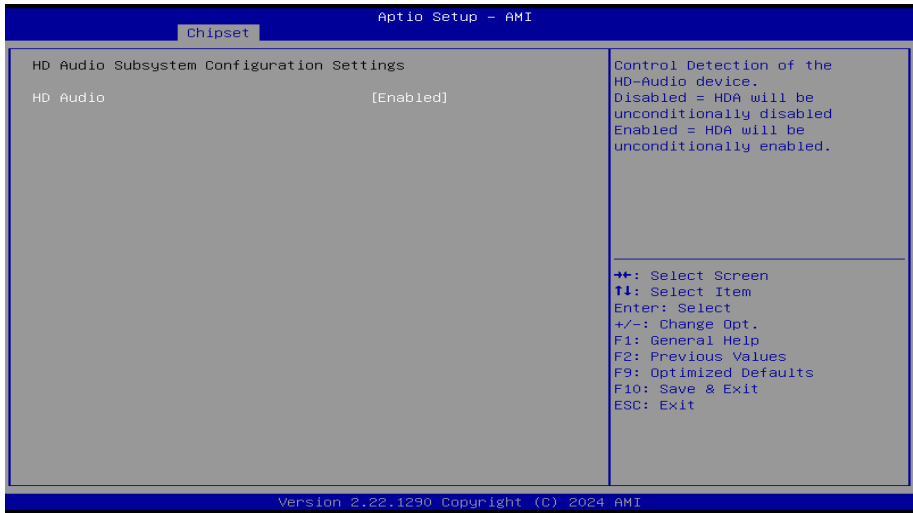 Aptio Setup - AMI
Chipset
HD Audio Subsystem Configuration Settings
HD Audio [Enabled]
Control Detection of the
HD-Audio device.
Disabled = HDA will be
unconditionally disabled
Enabled = HDA will be
unconditionally enabled.
→←: Select Screen
↑↓: Select Item
Enter: Select
+/-: Change Opt.
F1: General Help
F2: Previous Values
F9: Optimized Defaults
F10: Save & Exit
ESC: Exit
Version 2.22.1290 Copyright (C) 2024 AMI